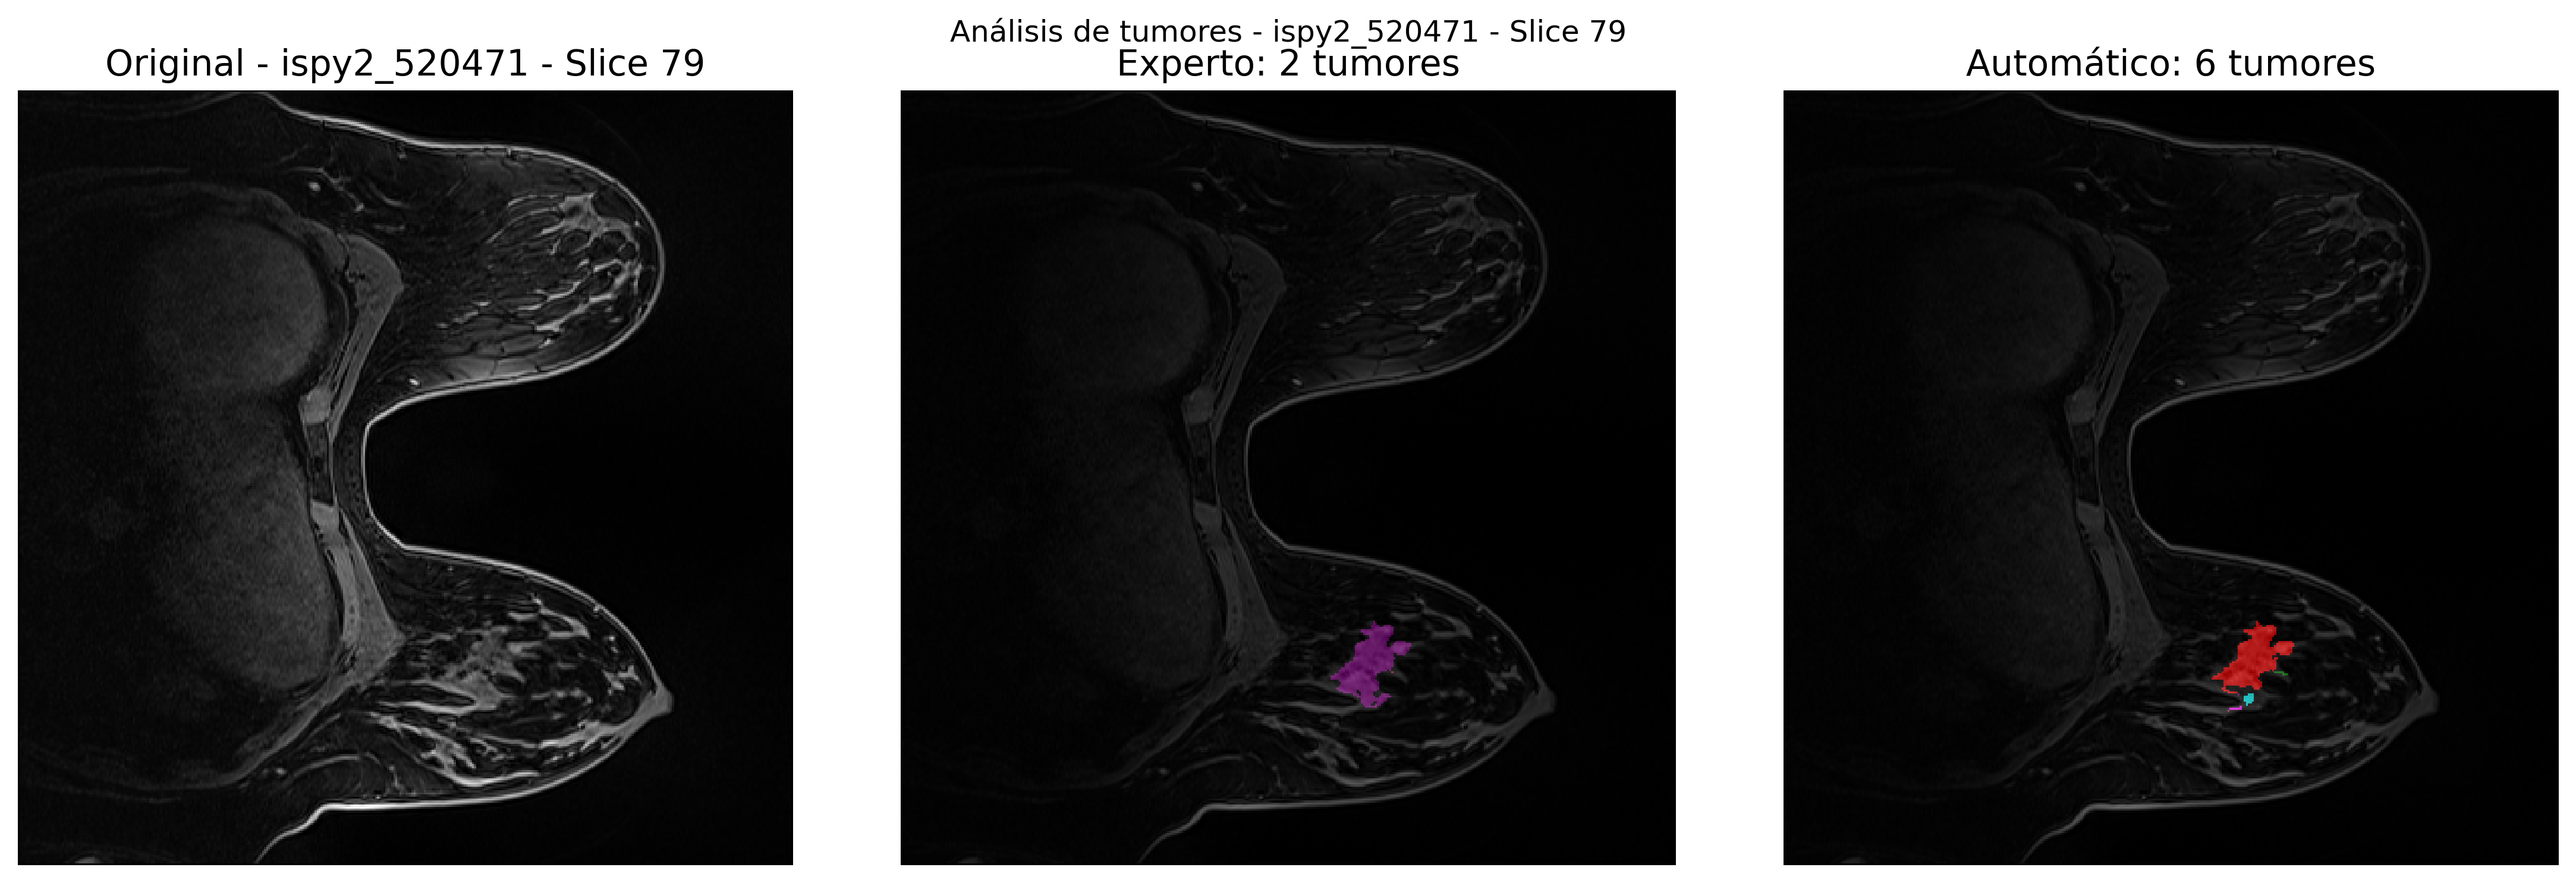 Análisis de tumores - ispy2_520471 - Slice 79
Original - ispy2_520471 - Slice 79
Experto: 2 tumores
Automático: 6 tumores